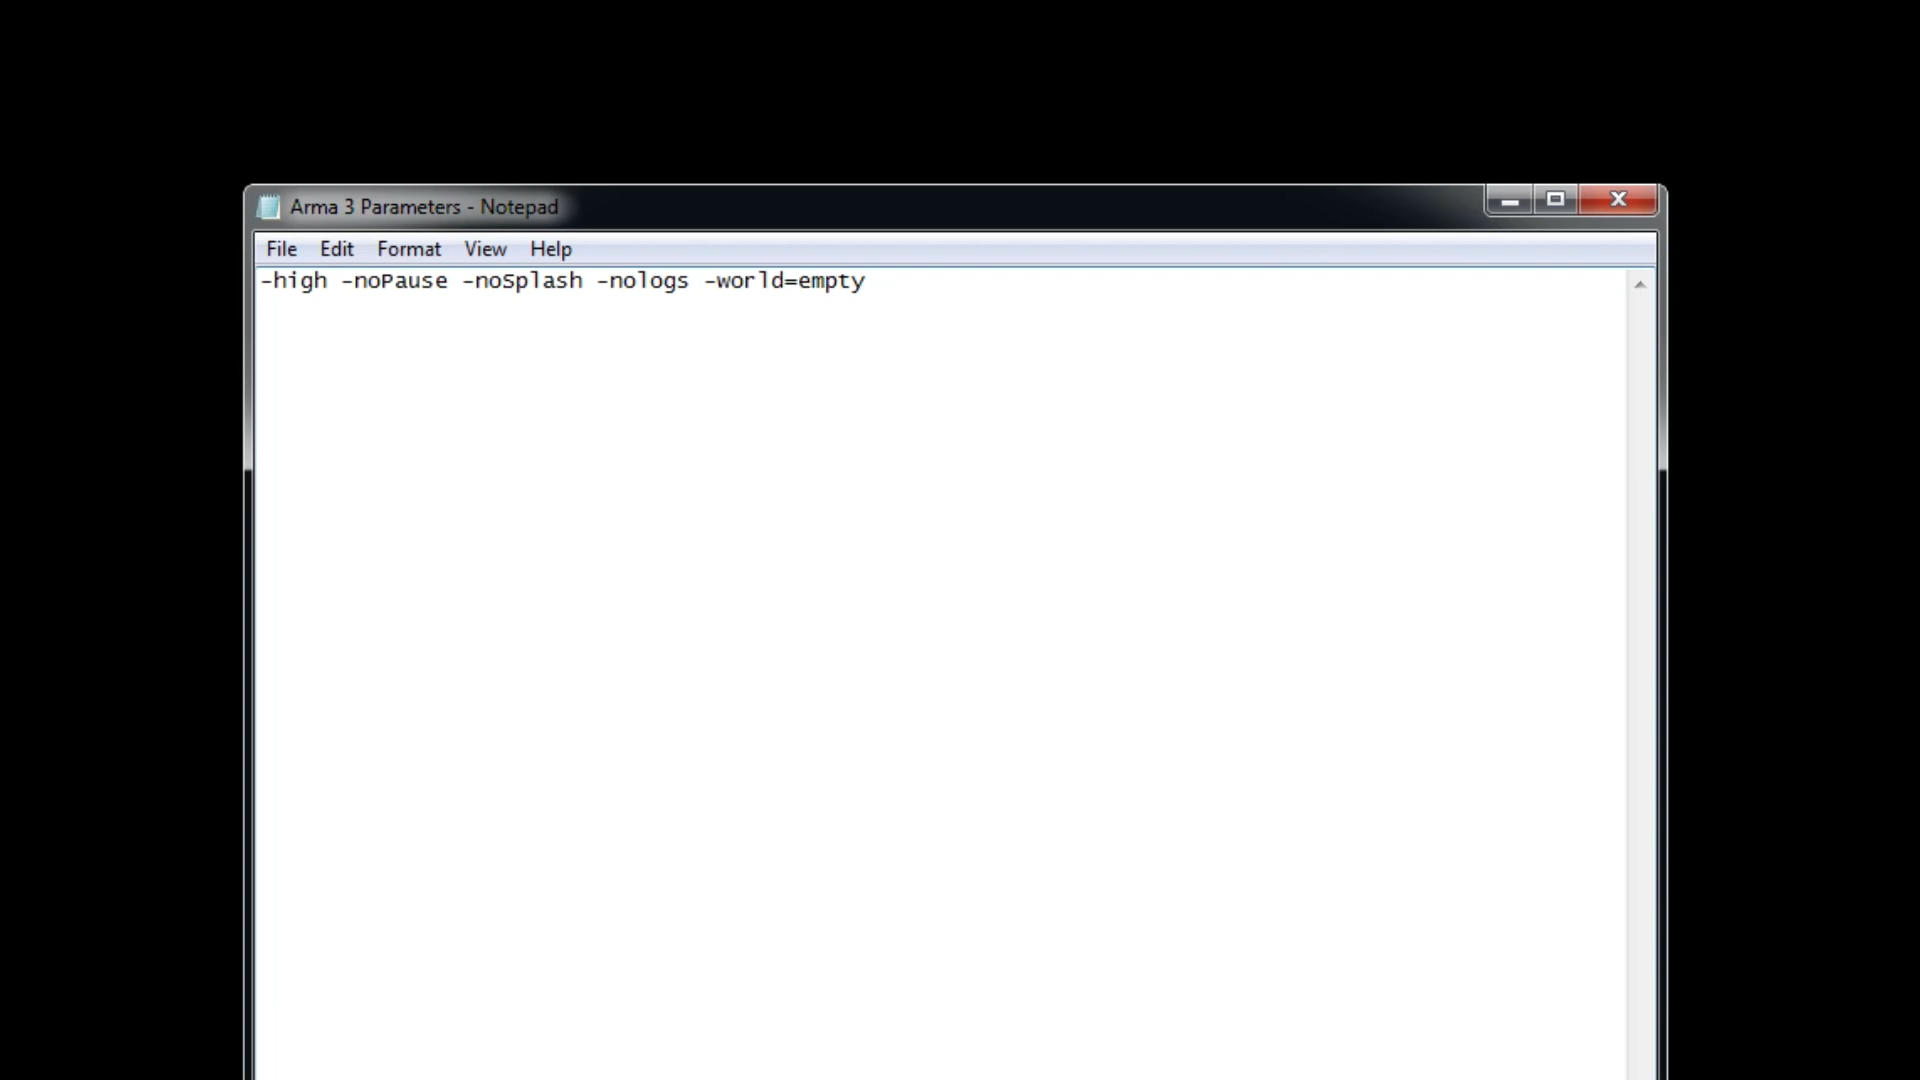 Arma 3 Parameters - Notepad
File Edit Format View Help
-high -noPause -noSplash -nologs -world=empty